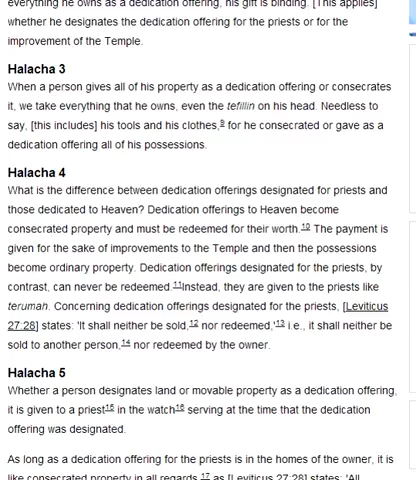 everything he owns as a dedication offering, his gift is binding. [This applies]
whether he designates the dedication offering for the priests or for the
improvement of the Temple.
Halacha 3
When a person gives all of his property as a dedication offering or consecrates
it, we take everything that he owns, even the tefillin on his head. Needless to
say, [this includes] his tools and his clothes,9 for he consecrated or gave as a
dedication offering all of his possessions.
Halacha 4
What is the difference between dedication offerings designated for priests and
those dedicated to Heaven? Dedication offerings to Heaven become
consecrated property and must be redeemed for their worth.10 The payment is
given for the sake of improvements to the Temple and then the possessions
become ordinary property. Dedication offerings designated for the priests, by
contrast, can never be redeemed.11Instead, they are given to the priests like
terumah. Concerning dedication offerings designated for the priests, [Leviticus
27:28] states: 'It shall neither be sold,12 nor redeemed,'13 i.e., it shall neither be
sold to another person,14 nor redeemed by the owner.
Halacha 5
Whether a person designates land or movable property as a dedication offering,
it is given to a priest15 in the watch16 serving at the time that the dedication
offering was designated.
As long as a dedication offering for the priests is in the homes of the owner, it is
like consecrated property in all regards,17 as [Leviticus 27:28] states: 'All